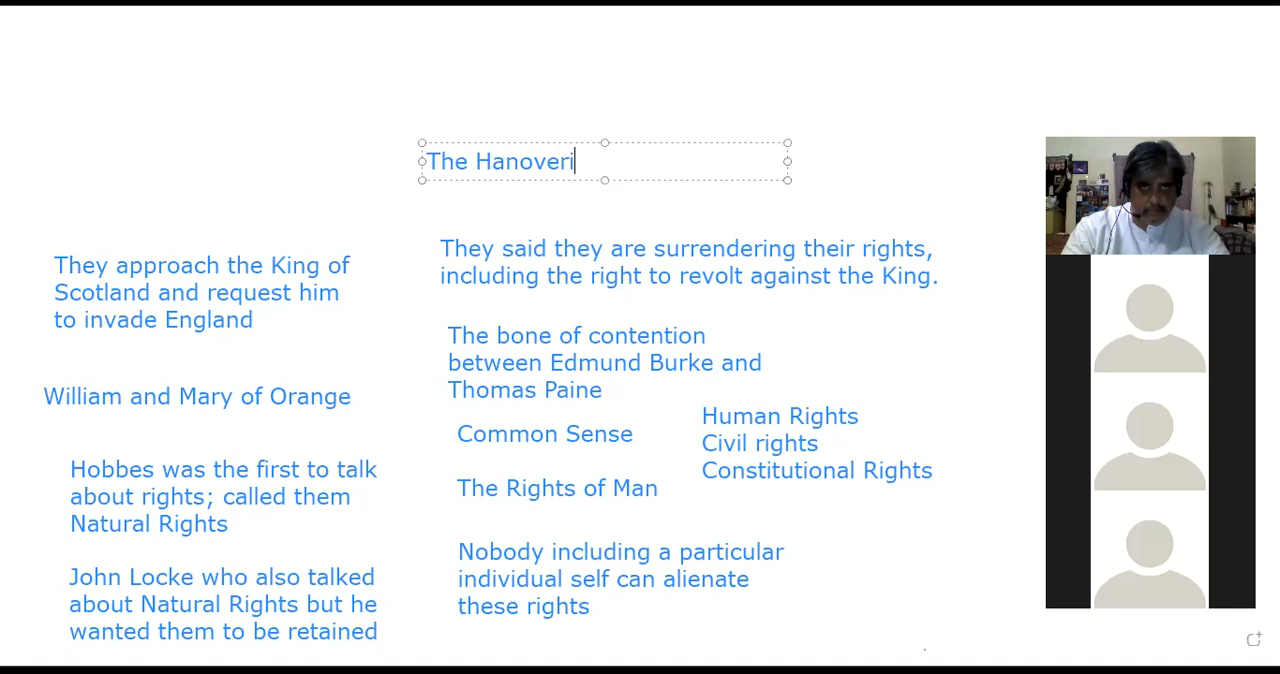 The Hanoveri
They approach the King of
Scotland and request him
to invade England
William and Mary of Orange
Hobbes was the first to talk
about rights; called them
Natural Rights
John Locke who also talked
about Natural Rights but he
wanted them to be retained
They said they are surrendering their rights,
including the right to revolt against the King.
The bone of contention
between Edmund Burke and
Thomas Paine
Common Sense
The Rights of Man
Human Rights
Civil rights
Constitutional Rights
Nobody including a particular
individual self can alienate
these rights